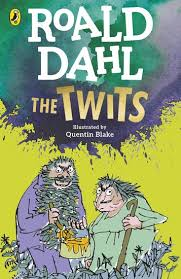 ROALD
DAHL
THE TWITS
Illustrated by
Quentin Blake